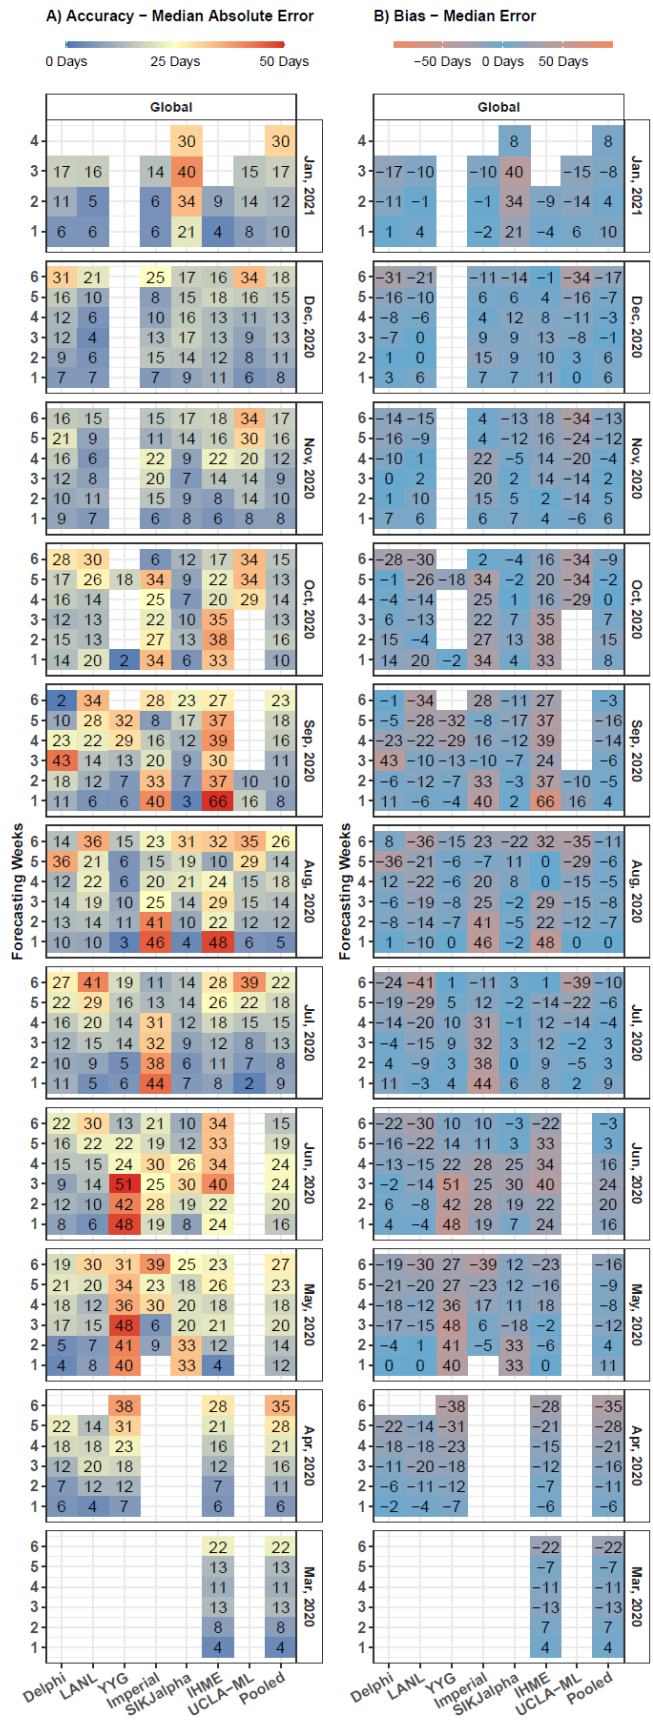 A) Accuracy − Median Absolute Error
0 Days 25 Days 50 Days
Global
Forecasting Weeks
4 30 30
3 17 16 14 40 15 17
2 11 5 6 34 9 14 12
1 6 6 6 21 4 8 10
Jan, 2021
6 31 21 25 17 16 34 18
5 16 10 8 15 18 16 15
4 12 6 10 16 13 11 13
3 12 4 13 17 13 9 13
2 9 6 15 14 12 8 11
1 7 7 7 9 11 6 8
Dec, 2020
6 16 15 15 17 18 34 17
5 21 9 11 14 16 30 16
4 16 6 22 9 22 20 12
3 12 8 20 7 14 14 9
2 10 11 15 9 8 14 10
1 9 7 6 8 6 8 8
Nov, 2020
6 28 30 6 12 17 34 15
5 17 26 18 34 9 22 34 13
4 16 14 25 7 20 29 14
3 12 13 22 10 35 13
2 15 13 27 13 38 16
1 14 20 2 34 6 33 10
Oct, 2020
6 2 34 28 23 27 23
5 10 28 32 8 17 37 18
4 23 22 29 16 12 39 16
3 43 14 13 20 9 30 11
2 18 12 7 33 7 37 10 10
1 11 6 6 40 3 66 16 8
Sep, 2020
6 14 36 15 23 31 32 35 26
5 36 21 6 15 19 10 29 14
4 12 22 6 20 21 24 15 18
3 14 19 10 25 14 29 15 14
2 13 14 11 41 10 22 12 12
1 10 10 3 46 4 48 6 5
Aug, 2020
6 27 41 19 11 14 28 39 22
5 22 29 16 13 14 26 22 18
4 16 20 14 31 12 18 15 15
3 12 15 14 32 9 12 8 13
2 10 9 5 38 6 11 7 8
1 11 5 6 44 7 8 2 9
Jul, 2020
6 22 30 13 21 10 34 15
5 16 22 22 19 12 33 19
4 15 15 24 30 26 34 24
3 9 14 51 25 30 40 24
2 12 10 42 28 19 22 20
1 8 6 48 19 8 24 16
Jun, 2020
6 19 30 31 39 25 23 27
5 21 20 34 23 18 26 23
4 18 12 36 30 20 18 18
3 17 15 48 6 20 21 20
2 5 7 41 9 33 12 14
1 4 8 40 33 4 12
May, 2020
6 38 28 35
5 22 14 31 21 28
4 18 18 23 16 21
3 12 20 18 12 16
2 7 12 12 7 11
1 6 4 7 6 6
Apr, 2020
6 22 22
5 13 13
4 11 11
3 13 13
2 8 8
1 4 4
Mar, 2020
Delphi LANL YYG Imperial SIKJalpha IHME UCLA−ML Pooled
B) Bias − Median Error
−50 Days 0 Days 50 Days
Global
Forecasting Weeks
8 8
−17 −10 −10 40 −15 −8
−11 −1 −1 34 −9 −14 4
1 4 −2 21 −4 6 10
Jan, 2021
−31 −21 −11 −14 −1 −34 −17
−16 −10 6 6 4 −16 −7
−8 −6 4 12 8 −11 −3
−7 0 9 9 13 −8 −1
1 0 15 9 10 3 6
3 6 7 7 11 0 6
Dec, 2020
−14 −15 4 −13 18 −34 −13
−16 −9 4 −12 16 −24 −12
−10 1 22 −5 14 −20 −4
0 2 20 2 14 −14 2
1 10 15 5 2 −14 5
7 6 6 7 4 −6 6
Nov, 2020
−28 −30 2 −4 16 −34 −9
−1 −26 −18 34 −2 20 −34 −2
−4 −14 25 1 16 −29 0
6 −13 22 7 35 7
15 −4 27 13 38 15
14 20 −2 34 4 33 8
Oct, 2020
−1 −34 28 −11 27 −3
−5 −28 −32 −8 −17 37 −16
−23 −22 −29 16 −12 39 −14
43 −10 −13 −10 −7 24 −6
−6 −12 −7 33 −3 37 −10 −5
11 −6 −4 40 2 66 16 4
Sep, 2020
8 −36 −15 23 −22 32 −35 −11
−36 −21 −6 −7 11 0 −29 −6
12 −22 −6 20 8 0 −15 −5
−6 −19 −8 25 −2 29 −15 −8
−8 −14 −7 41 −5 22 −12 −7
1 −10 0 46 −2 48 0 0
Aug, 2020
−24 −41 1 −11 3 1 −39 −10
−19 −29 5 12 −2 −14 −22 −6
−14 −20 10 31 −1 12 −14 −4
−4 −15 9 32 3 12 −2 3
4 −9 −3 38 0 9 −5 3
11 −3 4 44 6 8 2 9
Jul, 2020
−22 −30 10 10 −3 −22 −3
−16 −22 14 11 3 33 3
−13 −15 22 28 25 34 16
−2 −14 51 25 30 40 24
6 −8 42 28 19 22 20
4 −4 48 19 7 24 16
Jun, 2020
−19 −30 27 −39 12 −23 −16
−21 −20 27 −23 12 −16 −9
−18 −12 36 17 11 18 −8
−17 −15 48 6 −18 −2 −12
−4 1 41 −5 33 −6 4
0 0 40 33 0 11
May, 2020
−38 −28 −35
−22 −14 −31 −21 −28
−18 −18 −23 −15 −21
−11 −20 −18 −12 −16
−6 −11 −12 −7 −11
−2 −4 −7 −6 −6
Apr, 2020
−22 −22
−7 −7
−11 −11
−13 −13
7 7
4 4
Mar, 2020
Delphi LANL YYG Imperial SIKJalpha IHME UCLA−ML Pooled